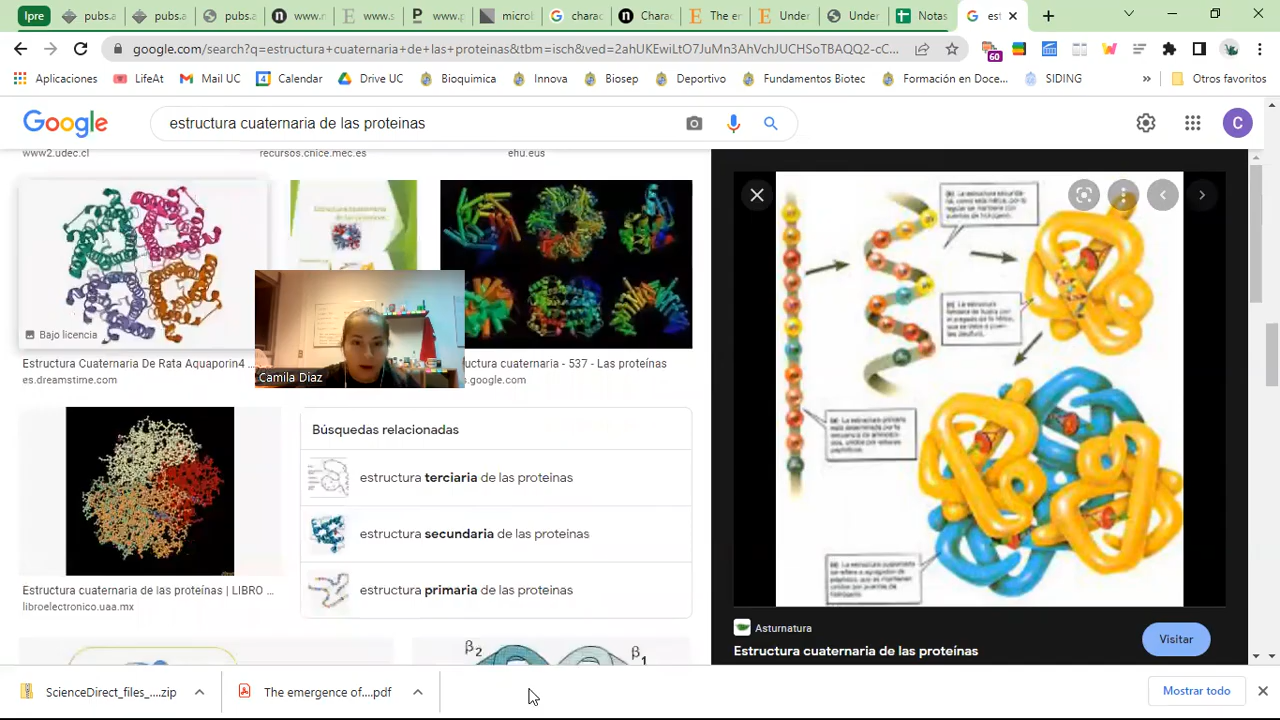 Ipre
pubs.a
pubs.a
pubs.
www.r
www.s
www.p
microl
charac
Charac
The er
Under
Under
Notas
est
google.com/search?q=estructura+cuaternaria+de+las+proteinas&tbm=isch&ved=2ahUKEwiLtO7JuMn3AhVchJUCHSoTBAQQ2-cC...
60
Aplicaciones
LifeAt
Mail UC
Calendar
Drive UC
Bioquimica
Innova
Biosep
Deportivo
Fundamentos Biotec
Formación en Doce...
SIDING
»
Otros favoritos
Google
estructura cuaternaria de las proteinas
C
www2.udec.cl
recursos.cnice.mec.es
ehu.eus
Bajo licencia
Estructura Cuaternaria De Rata Aquaporin4 ...
es.dreamstime.com
Camila Diaz
uctura cuaternaria - 537 - Las proteínas
s.google.com
Búsquedas relacionadas
estructura terciaria de las proteinas
estructura secundaria de las proteinas
estructura primaria de las proteinas
Estructura cuaternaria de las proteínas | LIBRO ...
libroelectronico.uaa.mx
β2
β1
Asturnatura
Visitar
Estructura cuaternaria de las proteínas
ScienceDirect_files_....zip
The emergence of....pdf
Mostrar todo